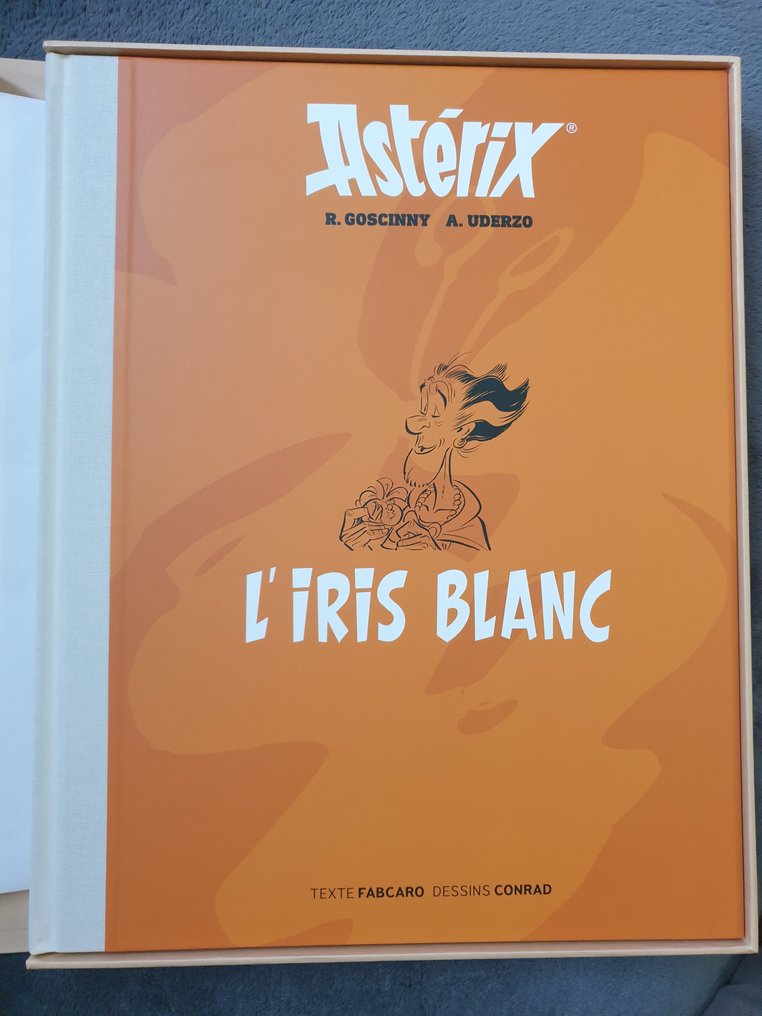 Astérix®
R. GOSCINNY A. UDERZO
L'IRIS BLANC
TEXTE FABCARO DESSINS CONRAD